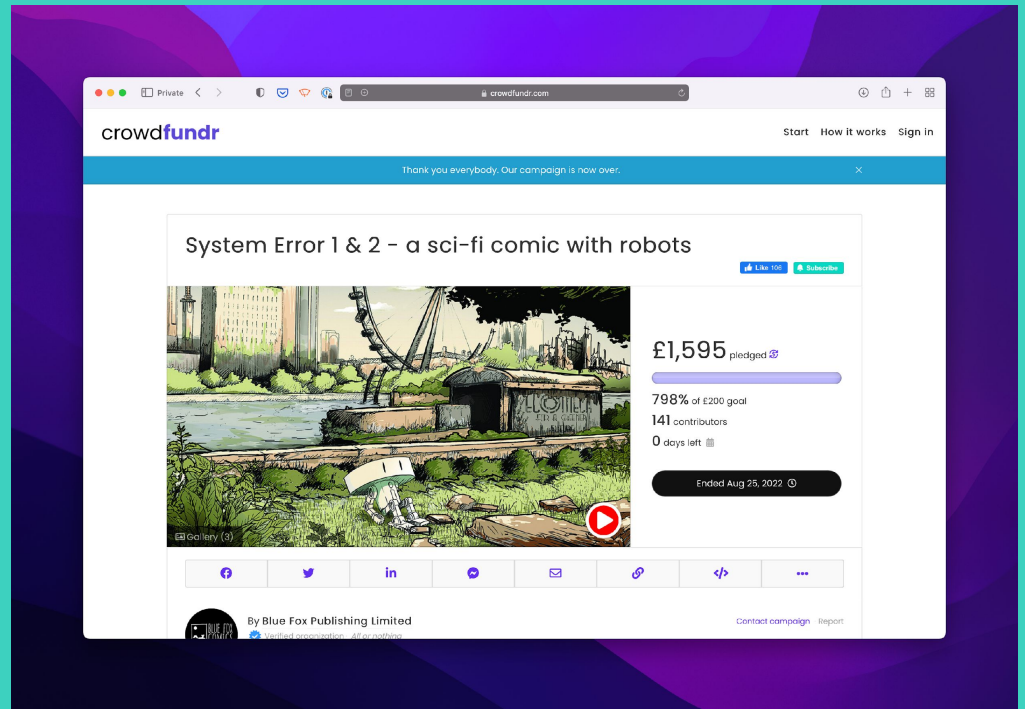 Private
crowdfundr.com
crowdfundr
Start How it works Sign in
Thank you everybody. Our campaign is now over.
System Error 1 & 2 - a sci-fi comic with robots
Like 106 Subscribe
£1,595 pledged
798% of £200 goal
141 contributors
0 days left
Ended Aug 25, 2022
Gallery (3)
By Blue Fox Publishing Limited
Contact campaign Report
BLUE FOX
Verified organization · All or nothing